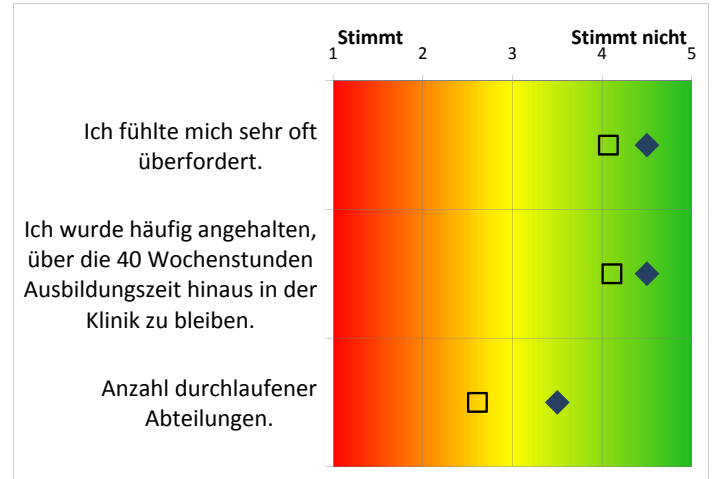 Stimmt Stimmt nicht
1 2 3 4 5
Ich fühlte mich sehr oft
überfordert.
Ich wurde häufig angehalten,
über die 40 Wochenstunden
Ausbildungszeit hinaus in der
Klinik zu bleiben.
Anzahl durchlaufener
Abteilungen.